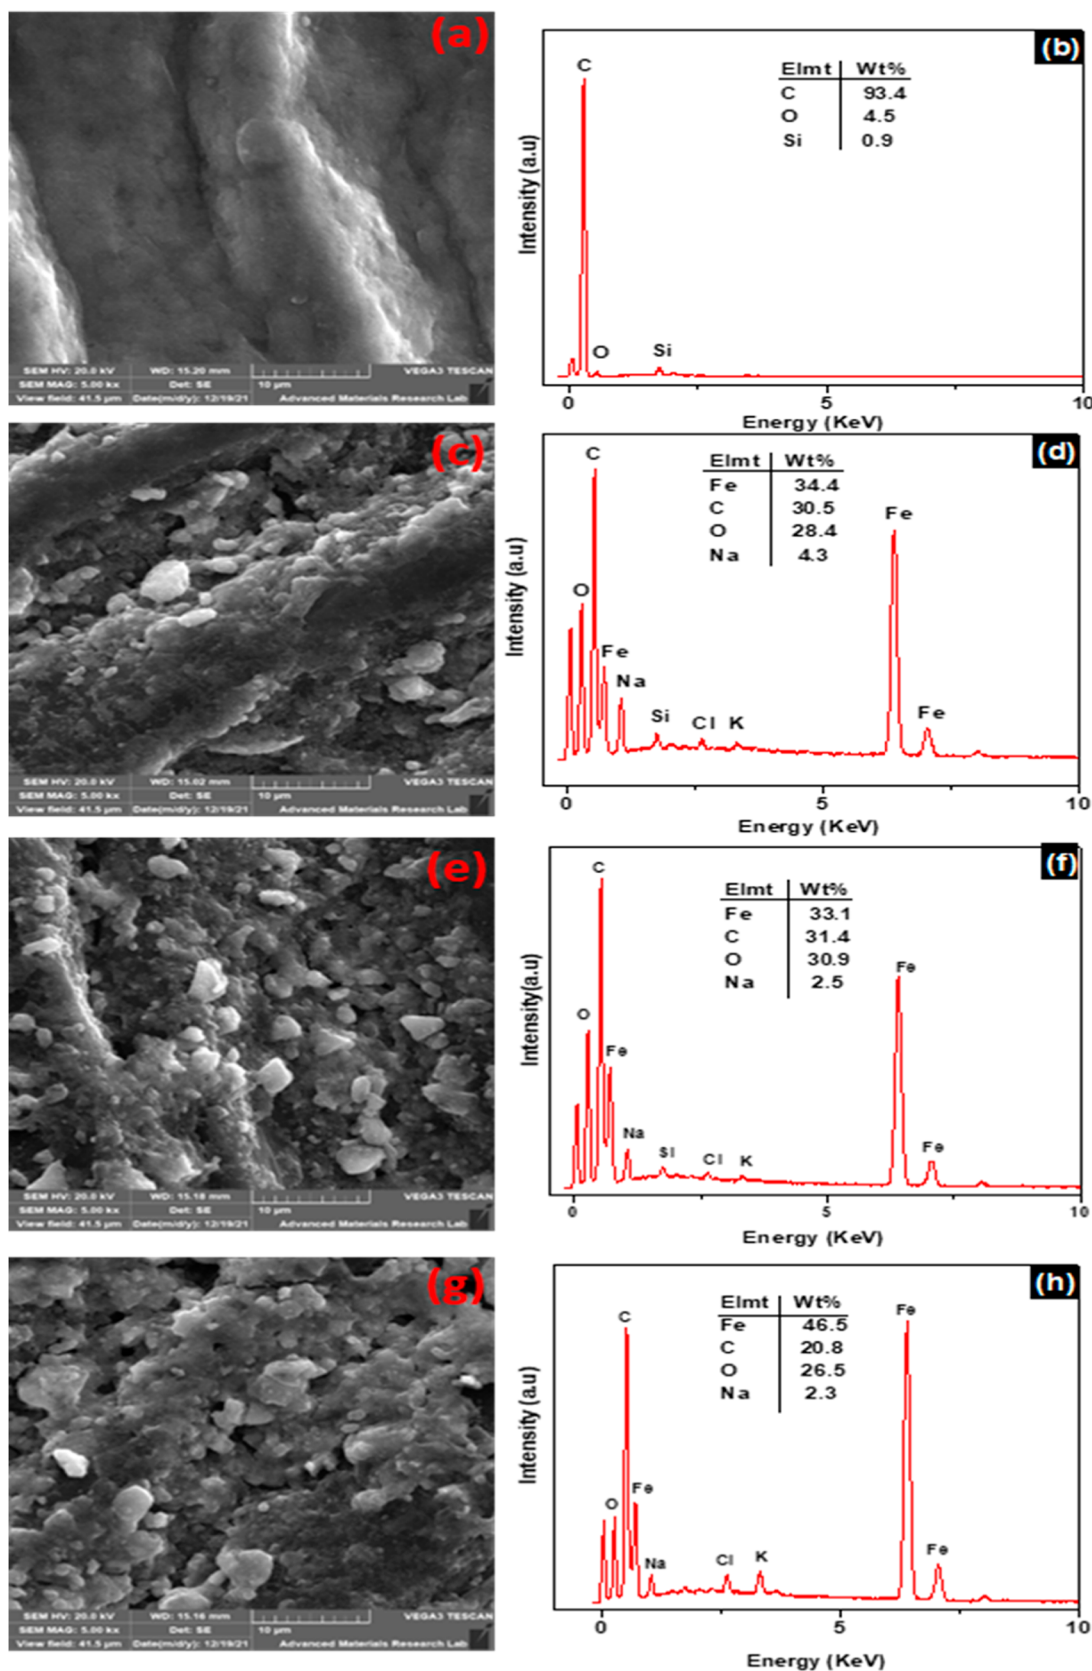 (a)
SEM HV: 20.0 kV WD: 15.20 mm VEGA3 TESCAN
SEM MAG: 5.00 kx Det: SE 10 µm
View field: 41.5 µm Date(m/d/y): 12/19/21 Advanced Materials Research Lab
(b)
Elmt Wt%
C 93.4
O 4.5
Si 0.9
C
O
Si
Intensity (a.u)
0 5 10
Energy (KeV)
(c)
SEM HV: 20.0 kV WD: 15.02 mm VEGA3 TESCAN
SEM MAG: 5.00 kx Det: SE 10 µm
View field: 41.5 µm Date(m/d/y): 12/19/21 Advanced Materials Research Lab
(d)
Elmt Wt%
Fe 34.4
C 30.5
O 28.4
Na 4.3
C
O
Fe
Na
Si
Cl
K
Fe
Fe
Intensity (a.u)
0 5 10
Energy (KeV)
(e)
SEM HV: 20.0 kV WD: 15.18 mm VEGA3 TESCAN
SEM MAG: 5.00 kx Det: SE 10 µm
View field: 41.5 µm Date(m/d/y): 12/19/21 Advanced Materials Research Lab
(f)
Elmt Wt%
Fe 33.1
C 31.4
O 30.9
Na 2.5
C
O
Fe
Na
Si
Cl
K
Fe
Fe
Intensity(a.u)
0 5 10
Energy (KeV)
(g)
SEM HV: 20.0 kV WD: 15.16 mm VEGA3 TESCAN
SEM MAG: 5.00 kx Det: SE 10 µm
View field: 41.5 µm Date(m/d/y): 12/19/21 Advanced Materials Research Lab
(h)
Elmt Wt%
Fe 46.5
C 20.8
O 26.5
Na 2.3
C
O
Fe
Na
Cl
K
Fe
Fe
Intensity (a.u)
0 5 10
Energy (KeV)